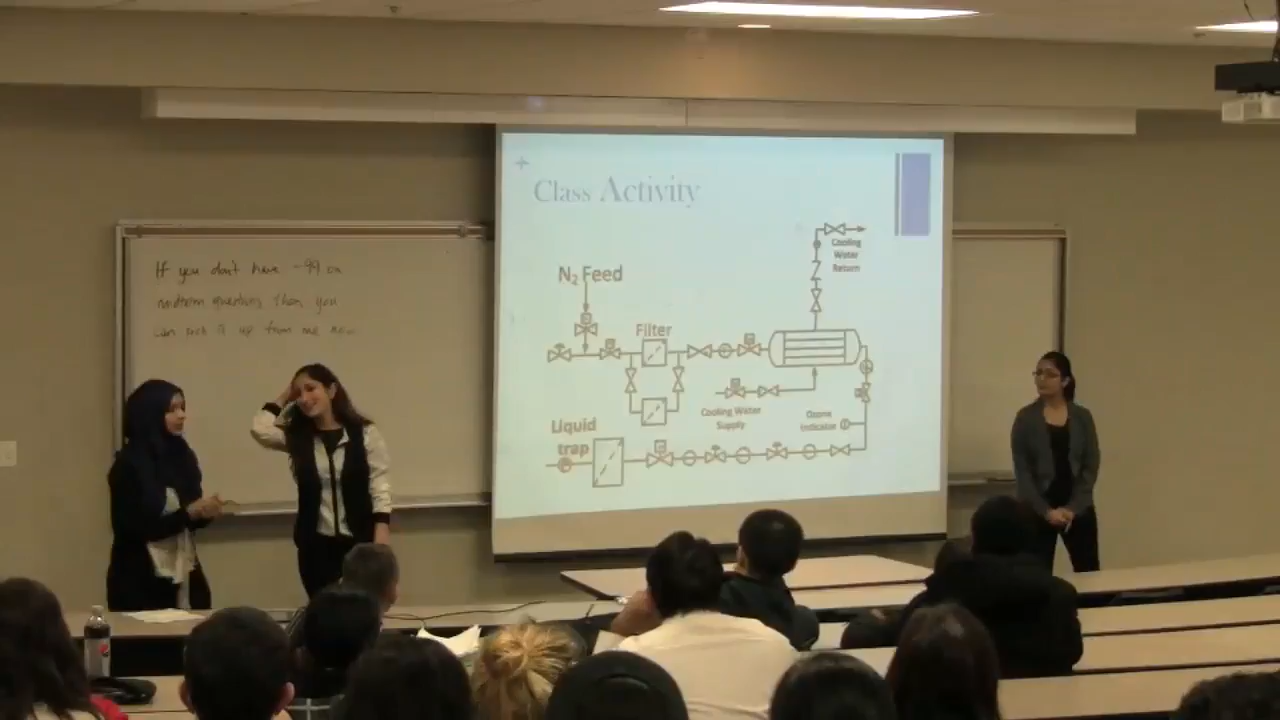 Class Activity
If you don't have -99 on
midterm questions then you
can pick it up from me now
N2 Feed
Filter
Cooling
Water
Return
Cooling Water
Supply
Ozone
Indicator
Liquid
trap